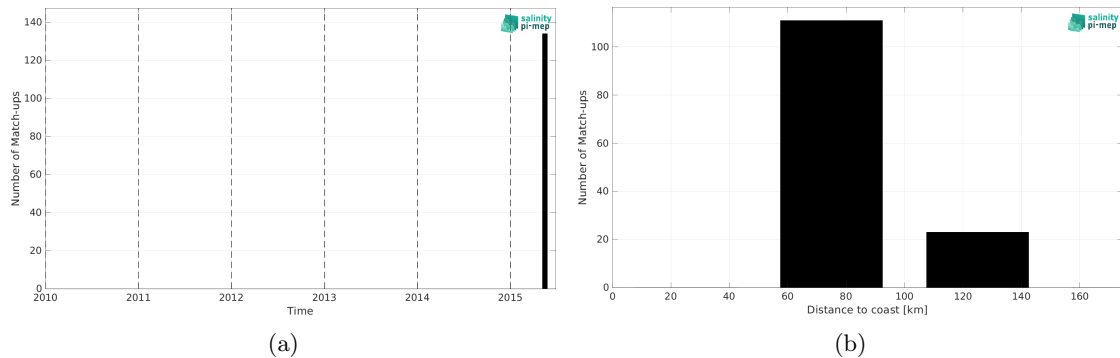 140
120
100
80
60
40
20
0
Number of Match-ups
2010 2011 2012 2013 2014 2015
Time
salinity
pi-mep
(a)
100
80
60
40
20
0
Number of Match-ups
0 20 40 60 80 100 120 140 160
Distance to coast [km]
salinity
pi-mep
(b)